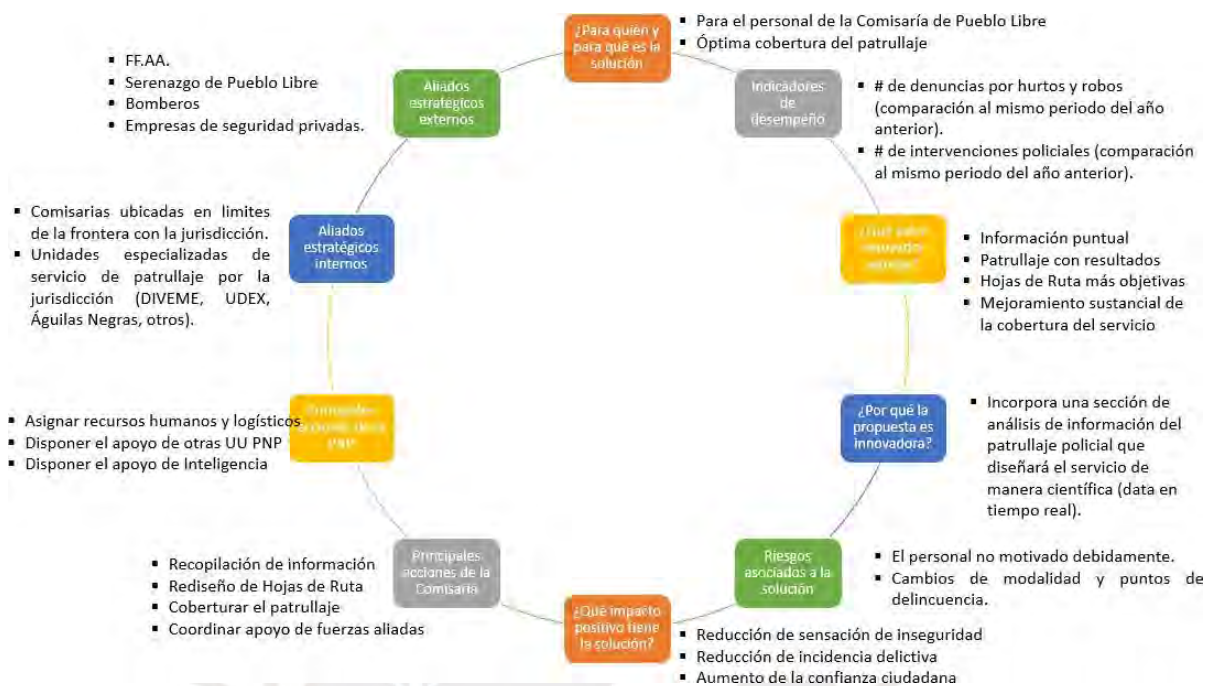 ¿Para quién y
para qué es la
solución
▪ Para el personal de la Comisaría de Pueblo Libre
▪ Óptima cobertura del patrullaje
Indicadores
de
desempeño
▪ # de denuncias por hurtos y robos
(comparación al mismo periodo del año
anterior).
▪ # de intervenciones policiales (comparación
al mismo periodo del año anterior).
¿Qué valor
▪ Información puntual
▪ Patrullaje con resultados
▪ Hojas de Ruta más objetivas
▪ Mejoramiento sustancial de
la cobertura del servicio
¿Por qué la
propuesta es
innovadora?
▪ Incorpora una sección de
análisis de información del
patrullaje policial que
diseñará el servicio de
manera científica (data en
tiempo real).
Riesgos
asociados a la
solución
▪ El personal no motivado debidamente.
▪ Cambios de modalidad y puntos de
delincuencia.
¿Qué impacto
positivo tiene
la solución?
▪ Reducción de sensación de inseguridad
▪ Reducción de incidencia delictiva
▪ Aumento de la confianza ciudadana
Principales
acciones de la
Comisaría
▪ Recopilación de información
▪ Rediseño de Hojas de Ruta
▪ Coberturar el patrullaje
▪ Coordinar apoyo de fuerzas aliadas
Principales
acciones de la
PNP
▪ Asignar recursos humanos y logísticos
▪ Disponer el apoyo de otras UU PNP
▪ Disponer el apoyo de Inteligencia
Aliados
estratégicos
internos
▪ Comisarias ubicadas en limites
de la frontera con la jurisdicción.
▪ Unidades especializadas de
servicio de patrullaje por la
jurisdicción (DIVEME, UDEX,
Águilas Negras, otros).
Aliados
estratégicos
externos
▪ FF.AA.
▪ Serenazgo de Pueblo Libre
▪ Bomberos
▪ Empresas de seguridad privadas.